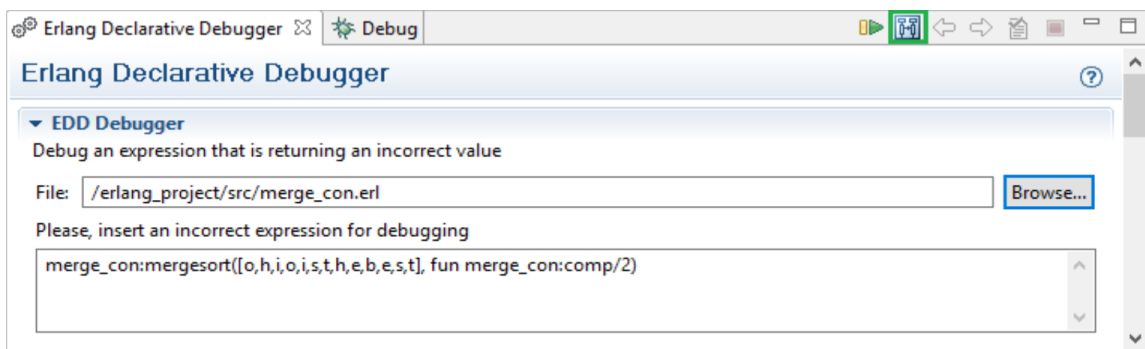 Erlang Declarative Debugger Debug
Erlang Declarative Debugger
EDD Debugger
Debug an expression that is returning an incorrect value
File: /erlang_project/src/merge_con.erl Browse...
Please, insert an incorrect expression for debugging
merge_con:mergesort([o,h,i,o,i,s,t,h,e,b,e,s,t], fun merge_con:comp/2)